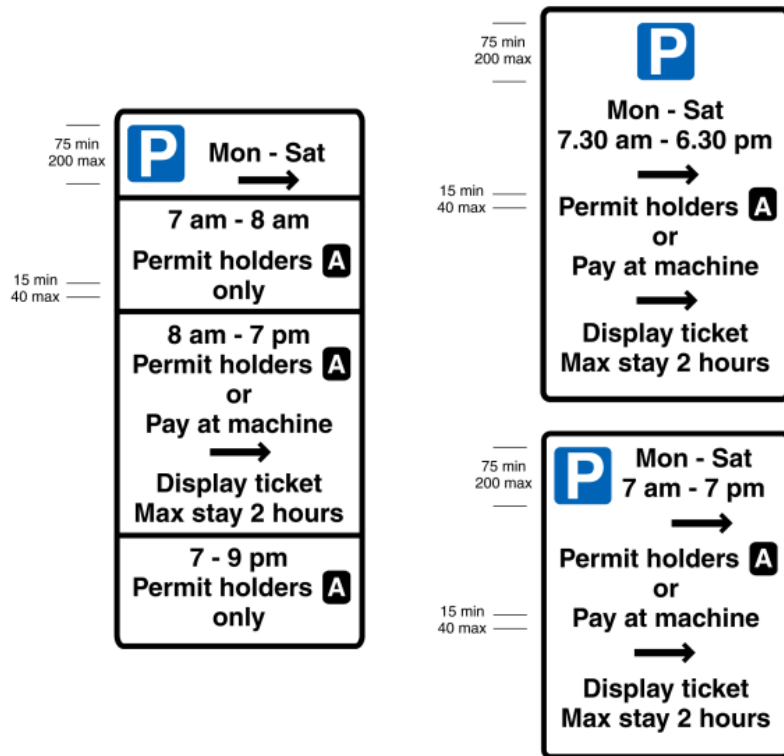 75 min
200 max
P
Mon - Sat
7 am - 8 am
Permit holders A
only
15 min
40 max
8 am - 7 pm
Permit holders A
or
Pay at machine
Display ticket
Max stay 2 hours
7 - 9 pm
Permit holders A
only
75 min
200 max
P
Mon - Sat
7.30 am - 6.30 pm
15 min
40 max
Permit holders A
or
Pay at machine
Display ticket
Max stay 2 hours
75 min
200 max
P
Mon - Sat
7 am - 7 pm
Permit holders A
or
15 min
40 max
Pay at machine
Display ticket
Max stay 2 hours